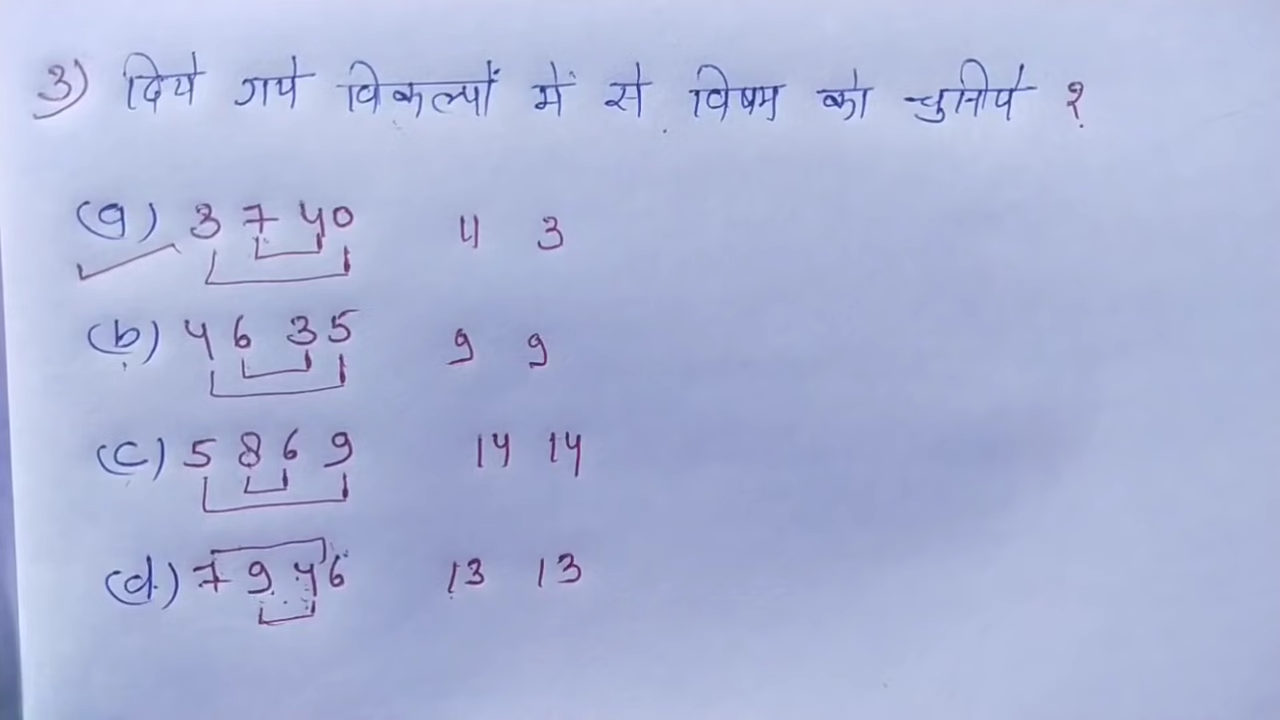 3) दिये गये विकल्पों में से विषम को चुनिये ?
(a) 3 7 4 0 11 3
(b) 4 6 3 5 9 9
(c) 5 8 6 9 14 14
(d) 7 9 4 6 13 13